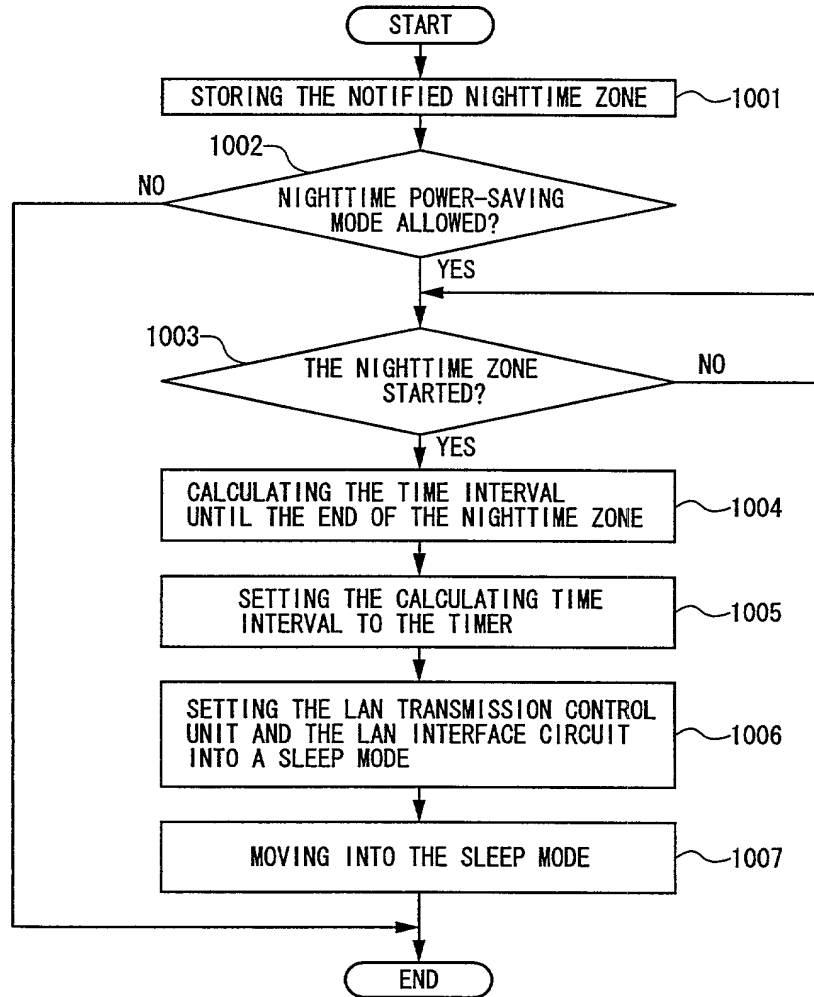 START
STORING THE NOTIFIED NIGHTTIME ZONE
1001
1002
NO
NIGHTTIME POWER-SAVING
MODE ALLOWED?
YES
1003
THE NIGHTTIME ZONE
STARTED?
NO
YES
CALCULATING THE TIME INTERVAL
UNTIL THE END OF THE NIGHTTIME ZONE
1004
SETTING THE CALCULATING TIME
INTERVAL TO THE TIMER
1005
SETTING THE LAN TRANSMISSION CONTROL
UNIT AND THE LAN INTERFACE CIRCUIT
INTO A SLEEP MODE
1006
MOVING INTO THE SLEEP MODE
1007
END